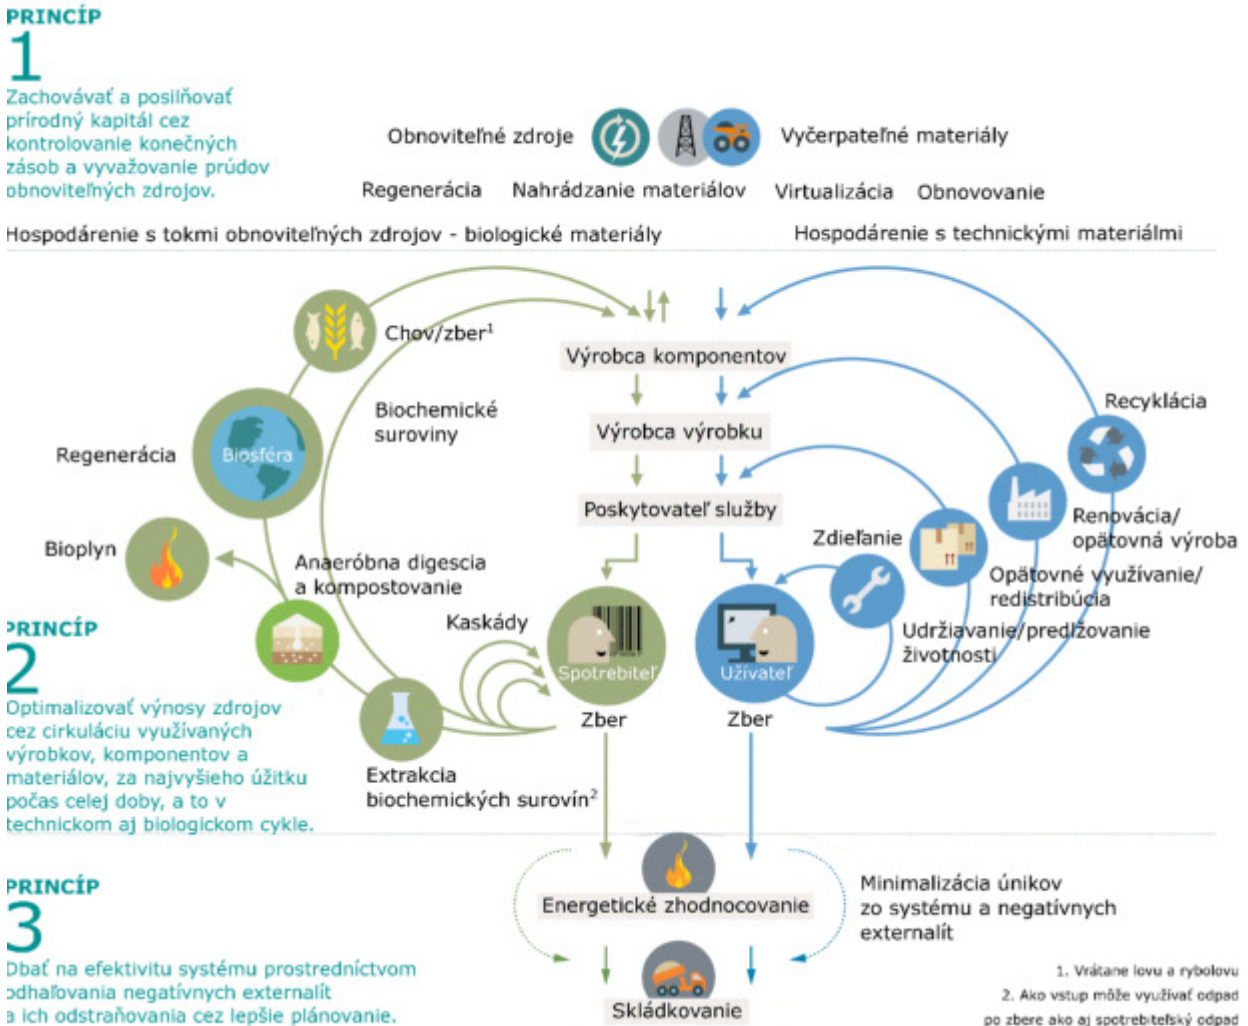 PRINCÍP
1
Zachovávať a posilňovať
prírodný kapitál cez
kontrolovanie konečných
zásob a vyvažovanie prúdov
obnoviteľných zdrojov.
Obnoviteľné zdroje
Vyčerpateľné materiály
Regenerácia Nahrádzanie materiálov Virtualizácia Obnovovanie
Hospodárenie s tokmi obnoviteľných zdrojov - biologické materiály
Hospodárenie s technickými materiálmi
Chov/zber1
Výrobca komponentov
Recyklácia
Biochemické
suroviny
Výrobca výrobku
Regenerácia
Biosféra
Poskytovateľ služby
Renovácia/
opätovná výroba
Zdieľanie
Bioplyn
Anaeróbna digescia
a kompostovanie
Opätovné využívanie/
redistribúcia
Kaskády
Udržiavanie/predlžovanie
životnosti
Spotrebiteľ
Užívateľ
Zber
Zber
PRINCÍP
2
Optimalizovať výnosy zdrojov
cez cirkuláciu využívaných
výrobkov, komponentov a
materiálov, za najvyšieho úžitku
počas celej doby, a to v
technickom aj biologickom cykle.
Extrakcia
biochemických surovín2
PRINCÍP
3
Dbať na efektivitu systému prostredníctvom
odhaľovania negatívnych externalít
a ich odstraňovania cez lepšie plánovanie.
Energetické zhodnocovanie
Minimalizácia únikov
zo systému a negatívnych
externalít
Skládkovanie
1. Vrátane lovu a rybolovu
2. Ako vstup môže využívať odpad
po zbere ako aj spotrebiteľský odpad